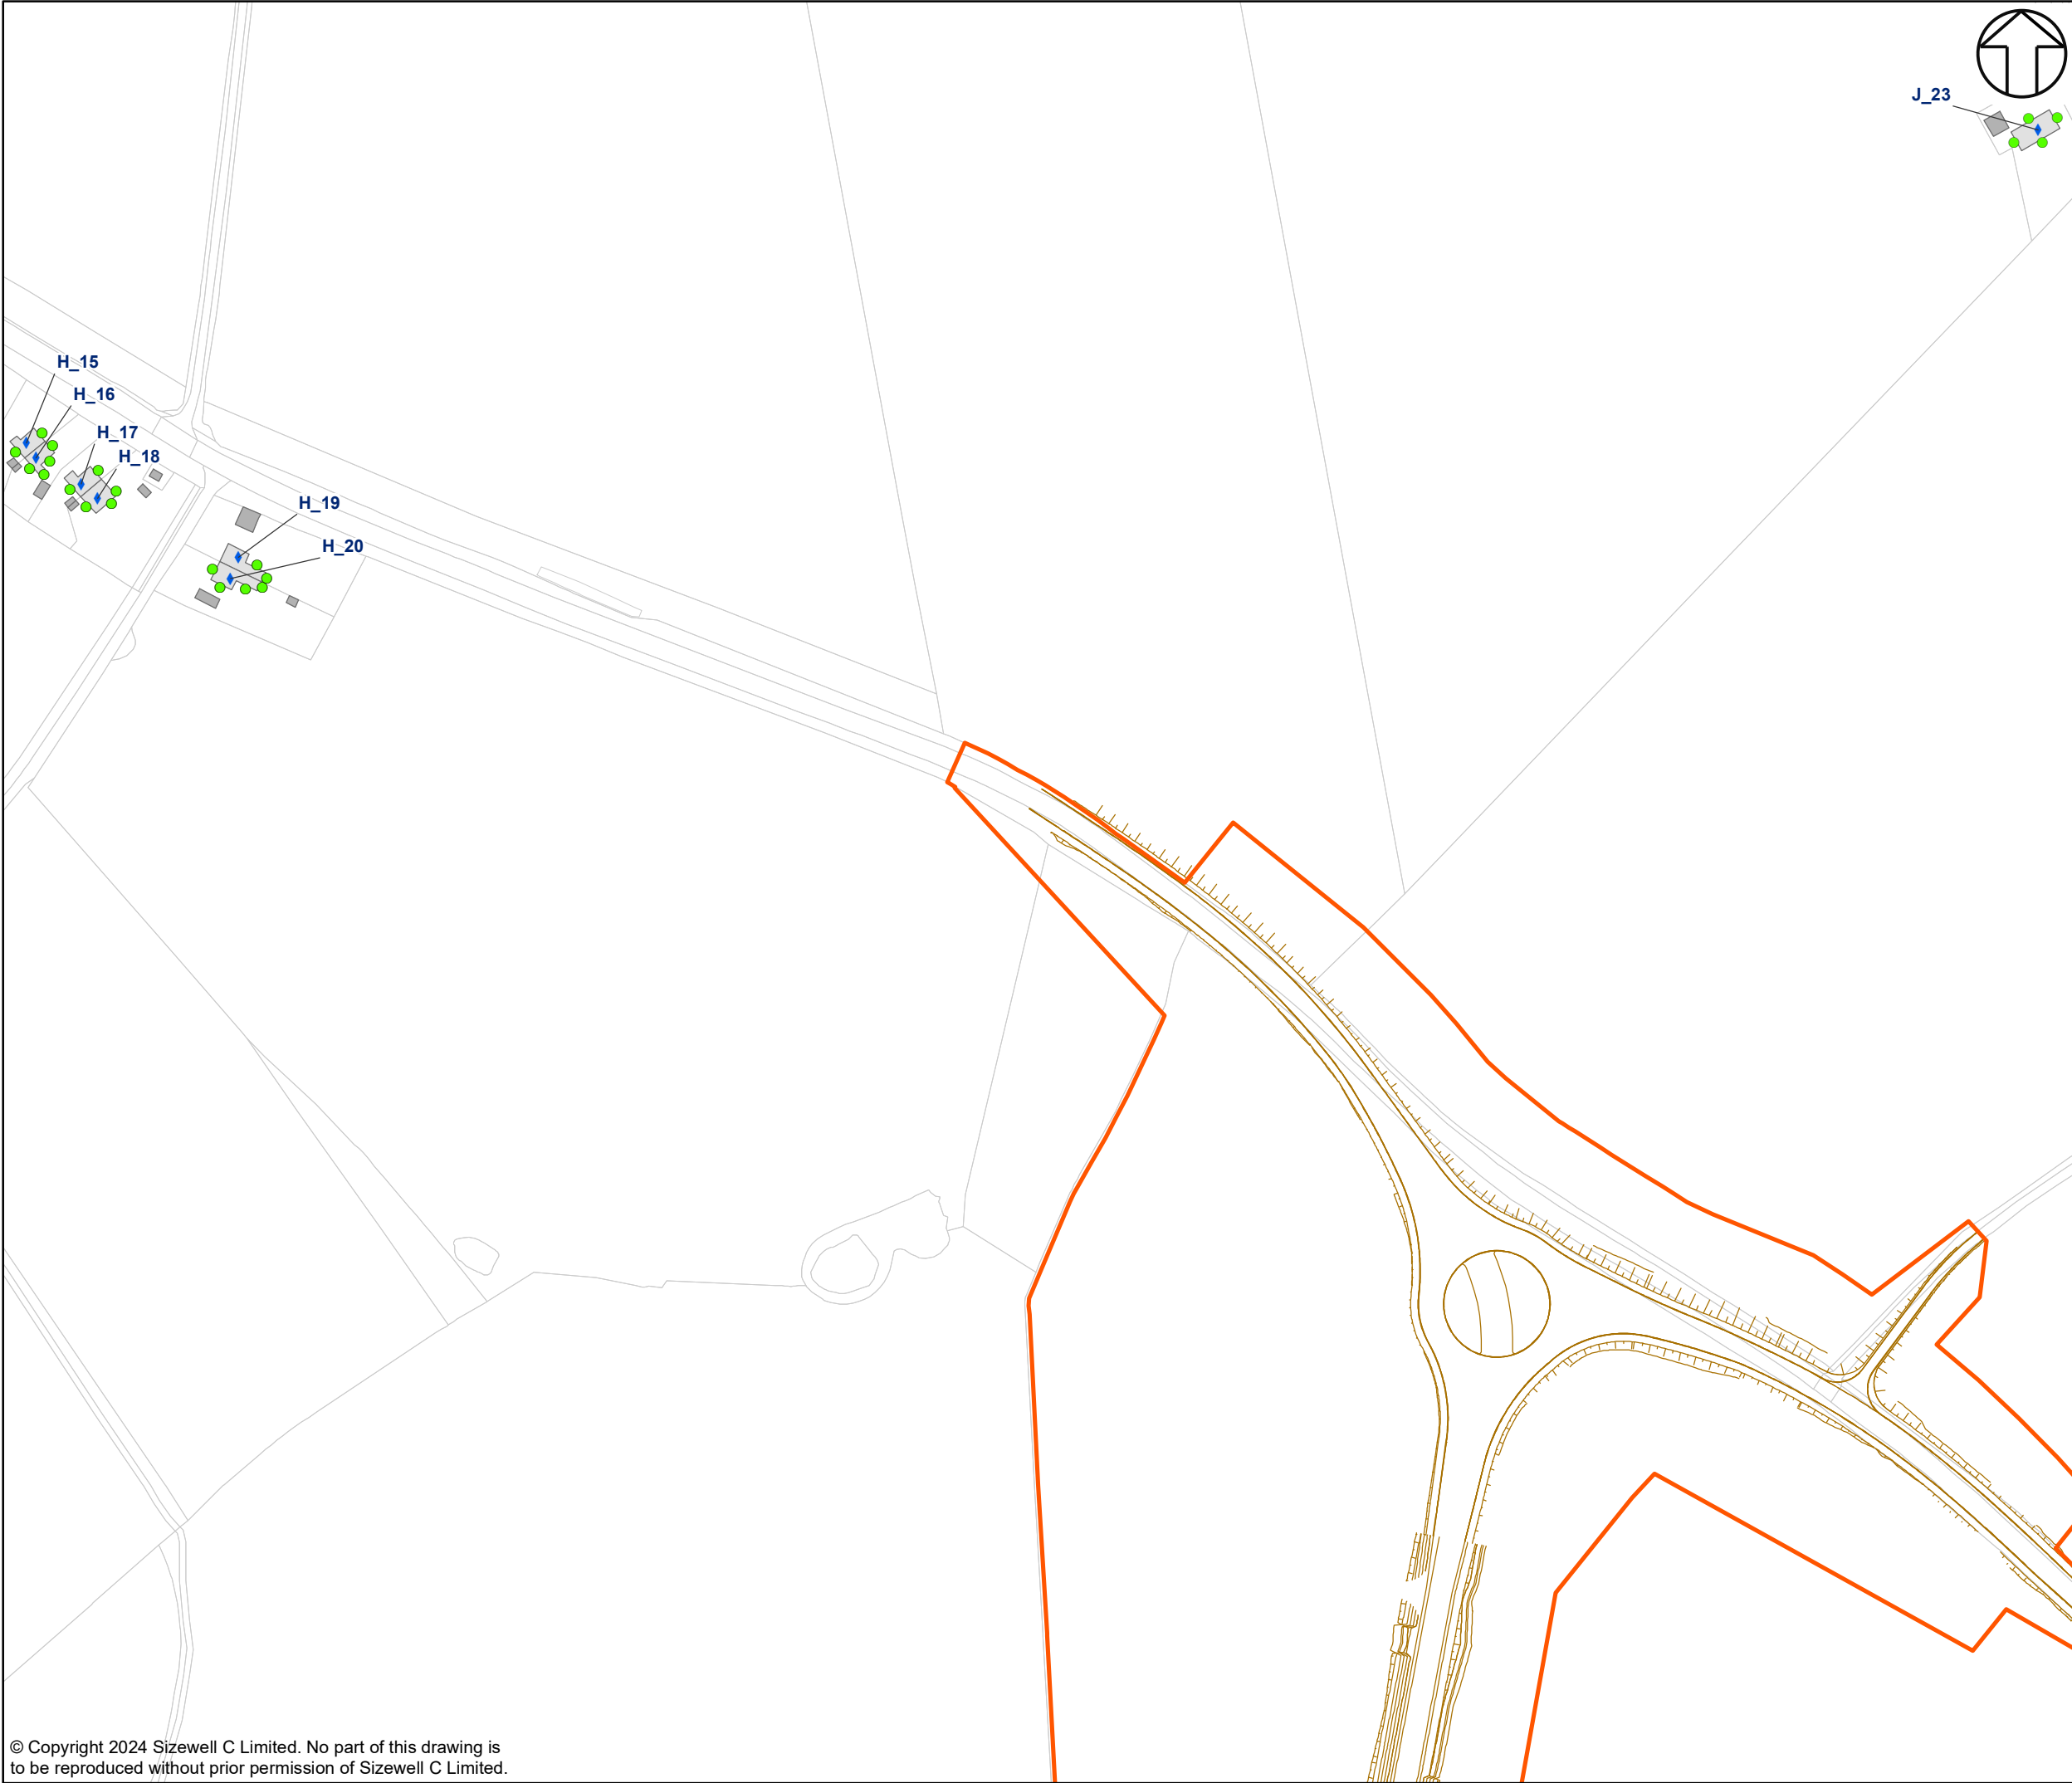 J_23
H_15
H_16
H_17
H_18
H_19
H_20
© Copyright 2024 Sizewell C Limited. No part of this drawing is
to be reproduced without prior permission of Sizewell C Limited.